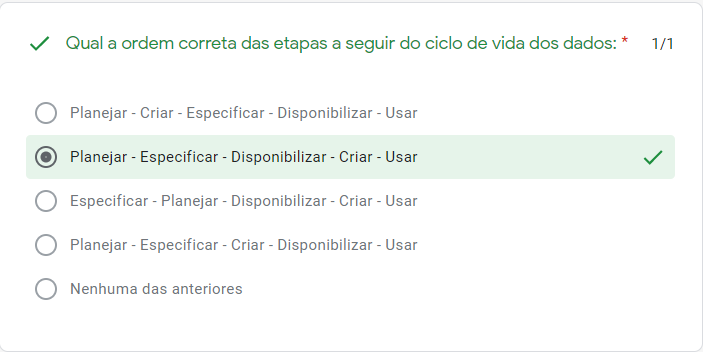 Qual a ordem correta das etapas a seguir do ciclo de vida dos dados: * 1/1
Planejar - Criar - Especificar - Disponibilizar - Usar
Planejar - Especificar - Disponibilizar - Criar - Usar
Especificar - Planejar - Disponibilizar - Criar - Usar
Planejar - Especificar - Criar - Disponibilizar - Usar
Nenhuma das anteriores